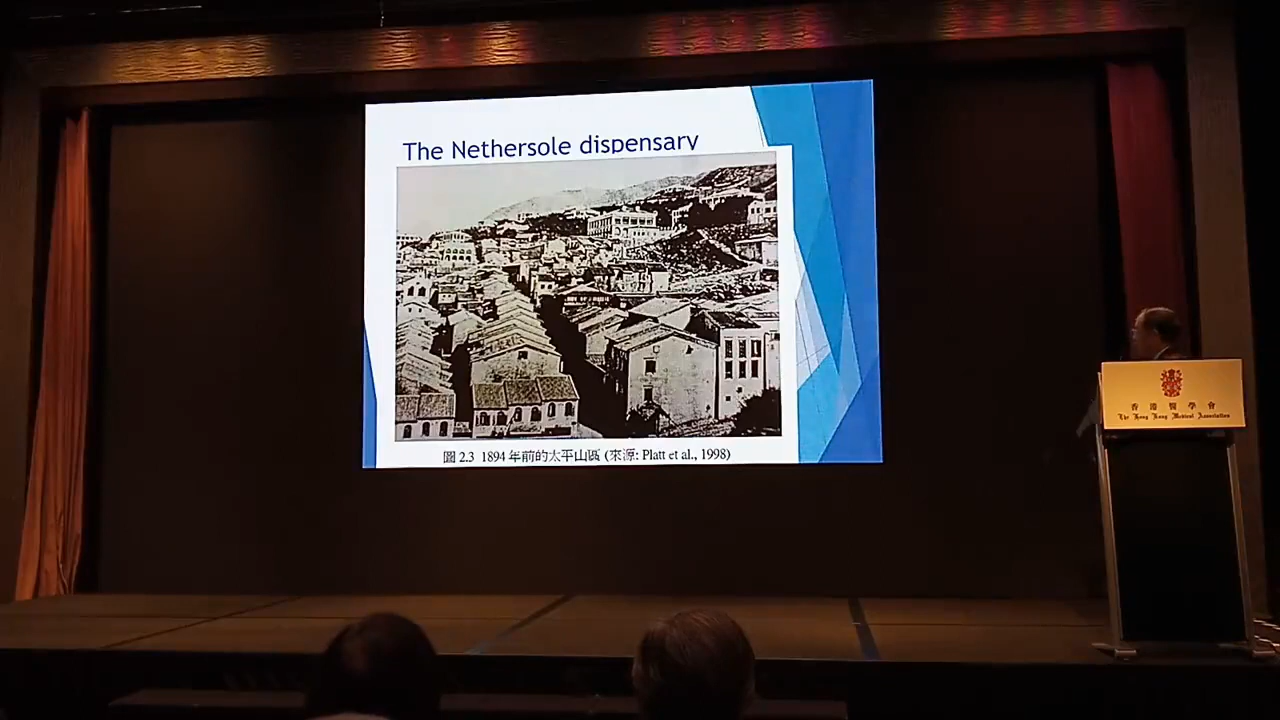 The Nethersole dispensary
圖 2.3 1894 年前的太平山區 (來源: Platt et al., 1998)
香港醫學會
The Hong Kong Medical Association